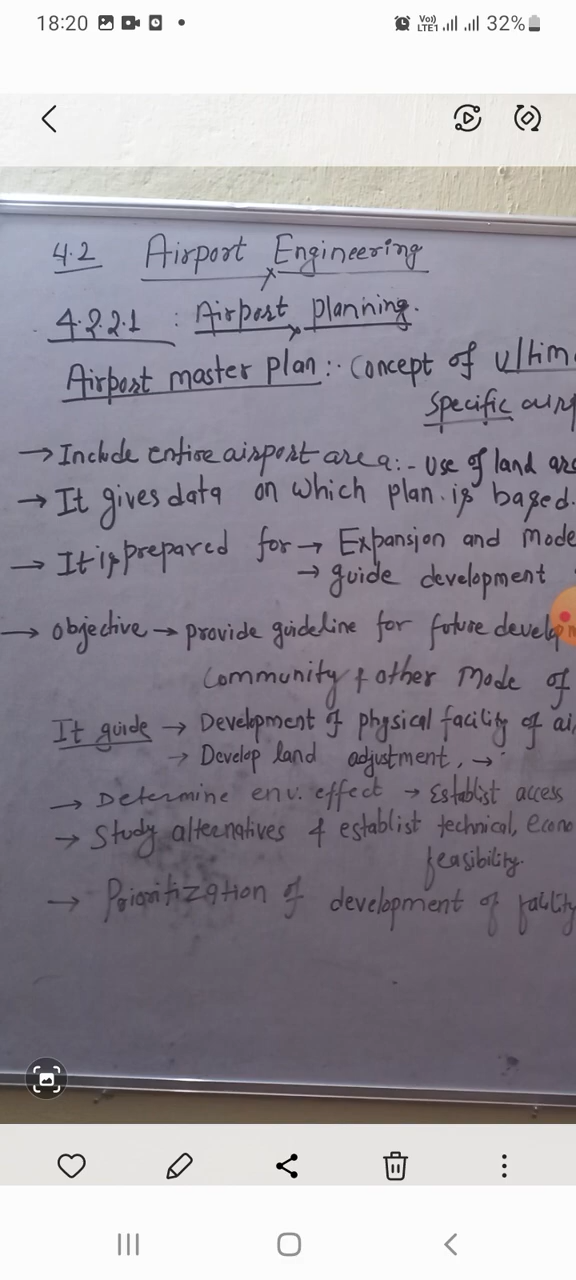 18:20
Vo))
LTE1
32%
4.2 Airport Engineering
4.2.2.1 : Airport planning.
Airport master plan :- Concept of ultim
specific airp
→ Include entire airport area:- Use of land are
→ It gives data on which plan is based.
→ It is prepared for → Expansion and mode
→ guide development
→ objective → provide guideline for future develop
Community & other Mode of
It guide → Development of physical facility of ai
→ Develop land adjustment, →
→ Determine env. effect → Establist access
→ Study alternatives & establist technical, econo
feasibility.
→ Prioritization of development of facility